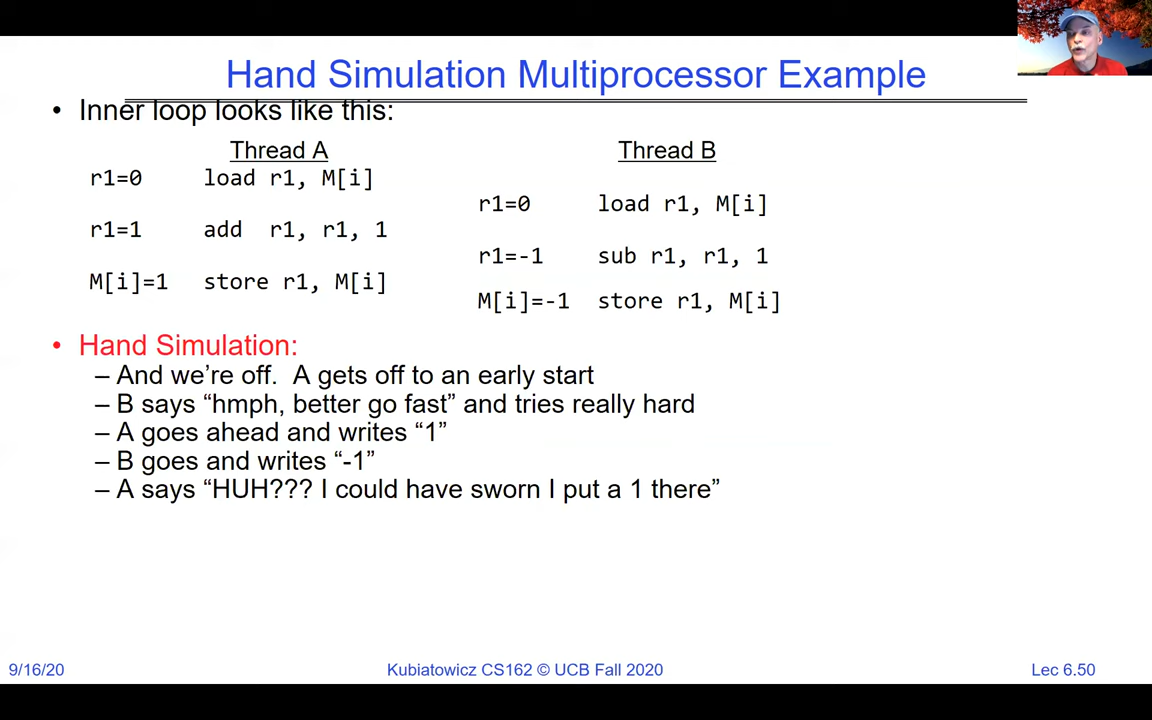 Hand Simulation Multiprocessor Example
• Inner loop looks like this:
Thread A
Thread B
r1=0 load r1, M[i]
r1=0 load r1, M[i]
r1=1 add r1, r1, 1
r1=-1 sub r1, r1, 1
M[i]=1 store r1, M[i]
M[i]=-1 store r1, M[i]
• Hand Simulation:
– And we're off. A gets off to an early start
– B says “hmph, better go fast” and tries really hard
– A goes ahead and writes “1”
– B goes and writes “-1”
– A says “HUH??? I could have sworn I put a 1 there”
9/16/20
Kubiatowicz CS162 © UCB Fall 2020
Lec 6.50